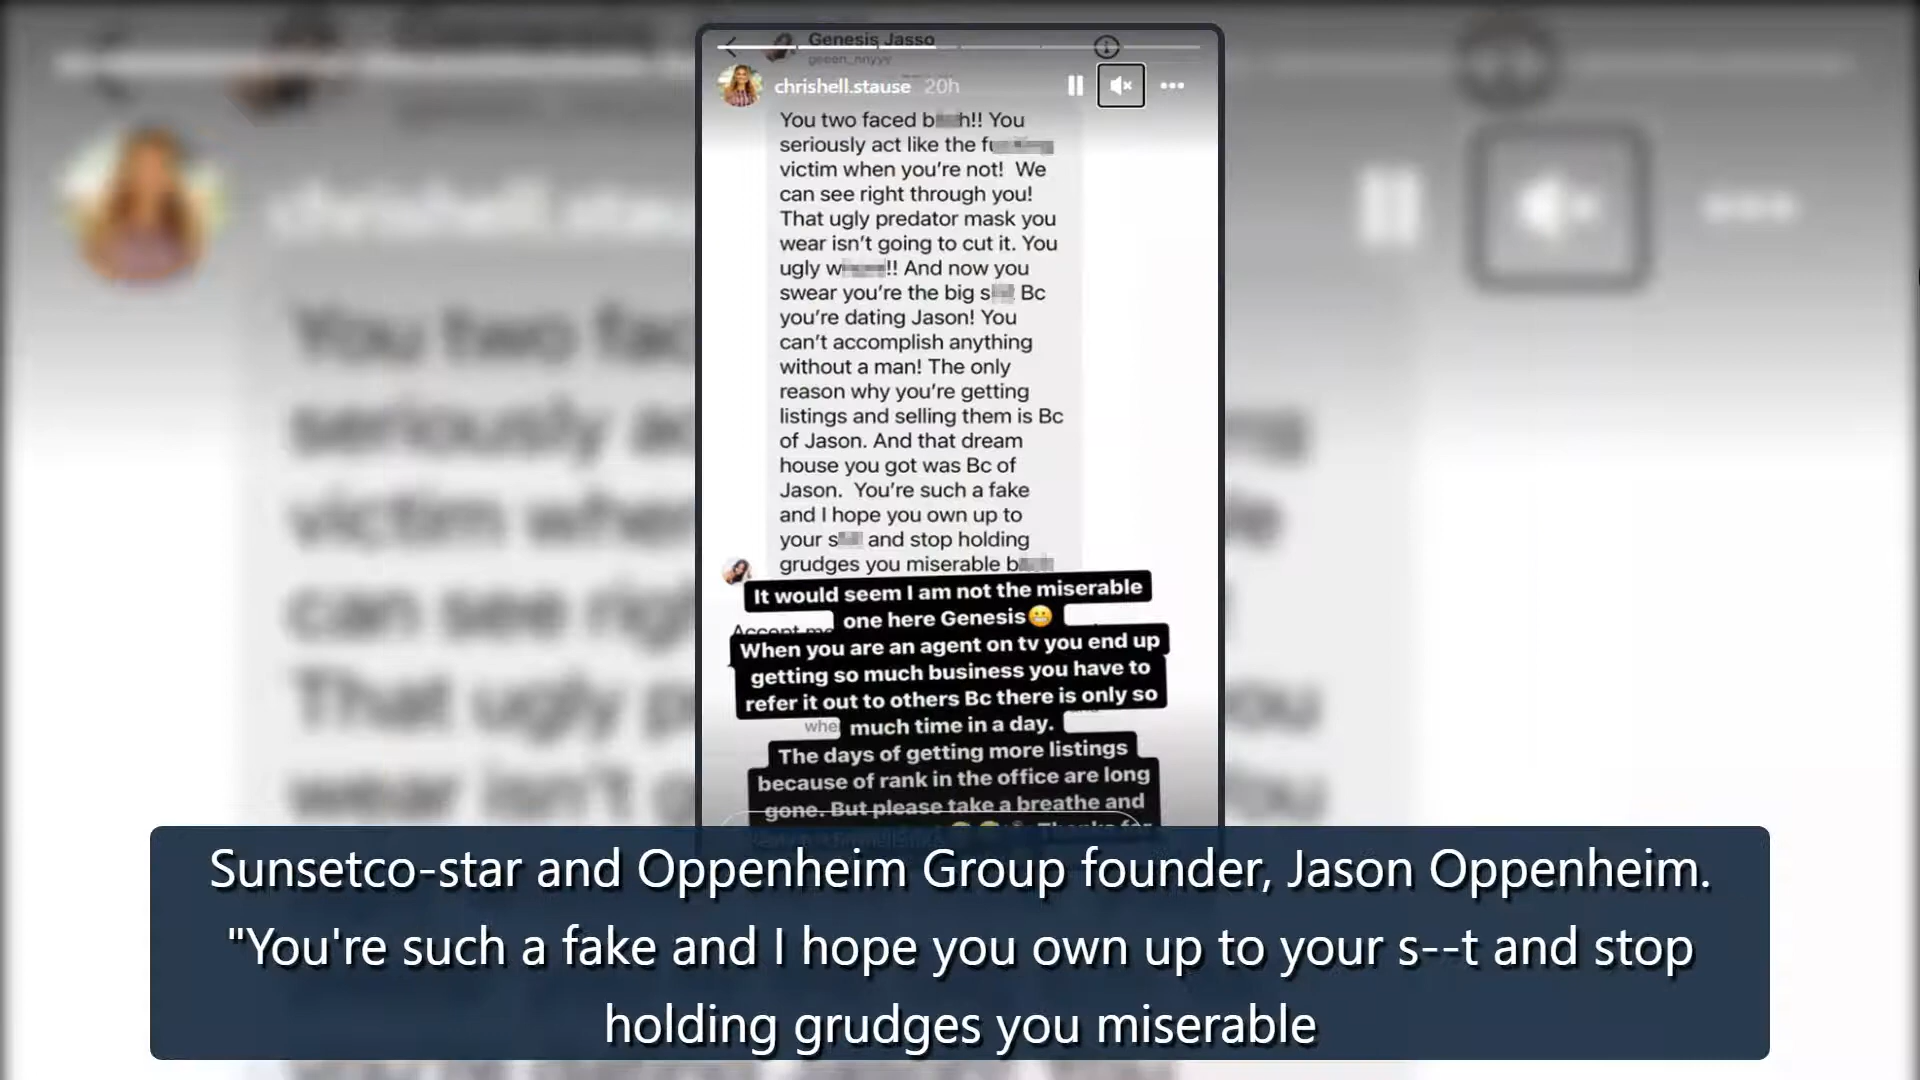 Genesis Jasso
chrishell.stause 20h
You two faced b h!! You
seriously act like the fu
victim when you're not! We
can see right through you!
That ugly predator mask you
wear isn't going to cut it. You
ugly w !! And now you
swear you're the big s Bc
you're dating Jason! You
can't accomplish anything
without a man! The only
reason why you're getting
listings and selling them is Bc
of Jason. And that dream
house you got was Bc of
Jason. You're such a fake
and I hope you own up to
your s and stop holding
grudges you miserable b
It would seem I am not the miserable
one here Genesis😬
When you are an agent on tv you end up
getting so much business you have to
refer it out to others Bc there is only so
much time in a day.
The days of getting more listings
because of rank in the office are long
gone. But please take a breathe and
Thanks for
Sunsetco-star and Oppenheim Group founder, Jason Oppenheim.
"You're such a fake and I hope you own up to your s--t and stop
holding grudges you miserable